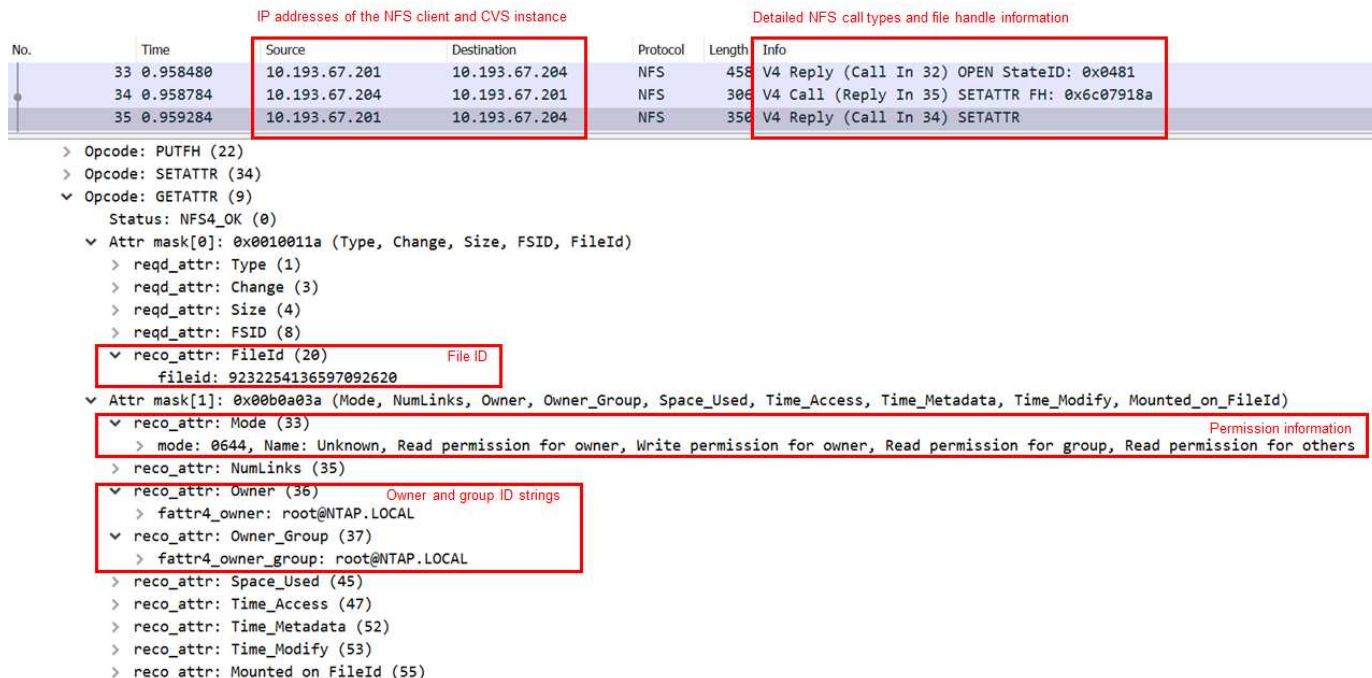 IP addresses of the NFS client and CVS instance Detailed NFS call types and file handle information
No. Time Source Destination Protocol Length Info
33 0.958480 10.193.67.201 10.193.67.204 NFS 458 V4 Reply (Call In 32) OPEN StateID: 0x0481
34 0.958784 10.193.67.204 10.193.67.201 NFS 306 V4 Call (Reply In 35) SETATTR FH: 0x6c07918a
35 0.959284 10.193.67.201 10.193.67.204 NFS 350 V4 Reply (Call In 34) SETATTR
> Opcode: PUTFH (22)
> Opcode: SETATTR (34)
Opcode: GETATTR (9)
Status: NFS4_OK (0)
Attr mask[0]: 0x0010011a (Type, Change, Size, FSID, FileId)
> reqd_attr: Type (1)
> reqd_attr: Change (3)
> reqd_attr: Size (4)
> reqd_attr: FSID (8)
reco_attr: FileId (20) File ID
fileid: 9232254136597092620
Attr mask[1]: 0x00b0a03a (Mode, NumLinks, Owner, Owner_Group, Space_Used, Time_Access, Time_Metadata, Time_Modify, Mounted_on_FileId)
reco_attr: Mode (33) Permission information
> mode: 0644, Name: Unknown, Read permission for owner, Write permission for owner, Read permission for group, Read permission for others
> reco_attr: NumLinks (35)
reco_attr: Owner (36) Owner and group ID strings
> fattr4_owner: root@NTAP.LOCAL
reco_attr: Owner_Group (37)
> fattr4_owner_group: root@NTAP.LOCAL
> reco_attr: Space_Used (45)
> reco_attr: Time_Access (47)
> reco_attr: Time_Metadata (52)
> reco_attr: Time_Modify (53)
> reco_attr: Mounted_on_FileId (55)